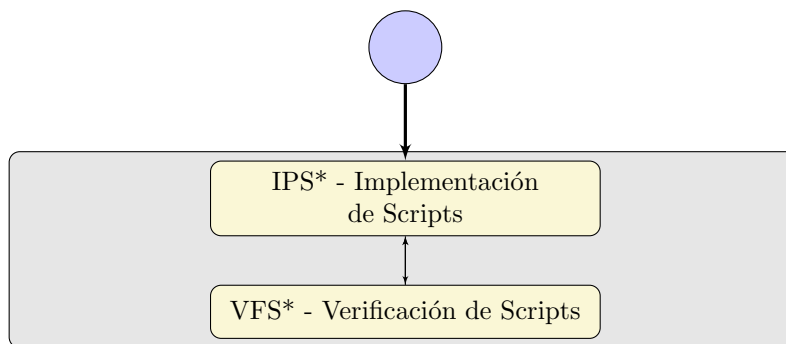 IPS* - Implementación
de Scripts
VFS* - Verificación de Scripts